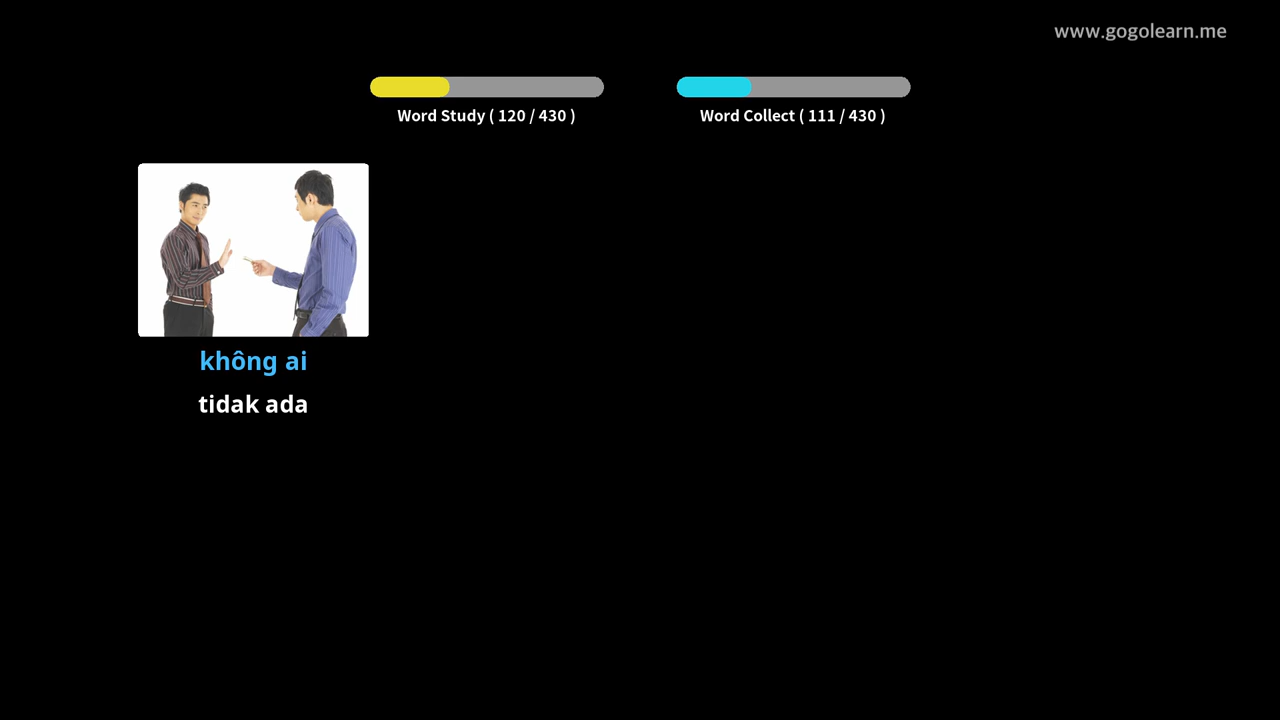 www.gogolearn.me
Word Study ( 120 / 430 )
Word Collect ( 111 / 430 )
không ai
tidak ada